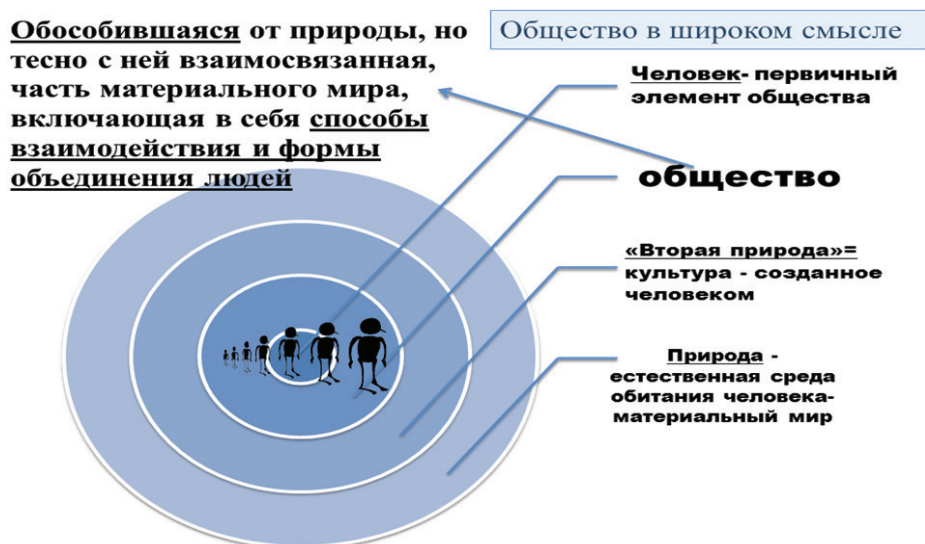 Обособившаяся от природы, но
тесно с ней взаимосвязанная,
часть материального мира,
включающая в себя способы
взаимодействия и формы
объединения людей
Общество в широком смысле
Человек- первичный
элемент общества
общество
«Вторая природа»=
культура - созданное
человеком
Природа -
естественная среда
обитания человека-
материальный мир